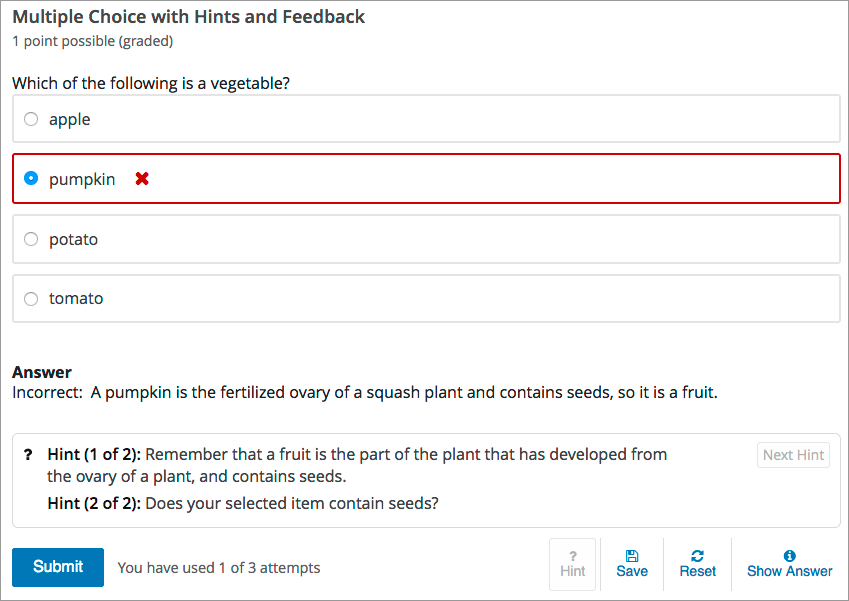 Multiple Choice with Hints and Feedback
1 point possible (graded)
Which of the following is a vegetable?
apple
pumpkin
potato
tomato
Answer
Incorrect: A pumpkin is the fertilized ovary of a squash plant and contains seeds, so it is a fruit.
? Hint (1 of 2): Remember that a fruit is the part of the plant that has developed from
the ovary of a plant, and contains seeds.
Next Hint
Hint (2 of 2): Does your selected item contain seeds?
Submit
You have used 1 of 3 attempts
? Hint
Save
Reset
Show Answer